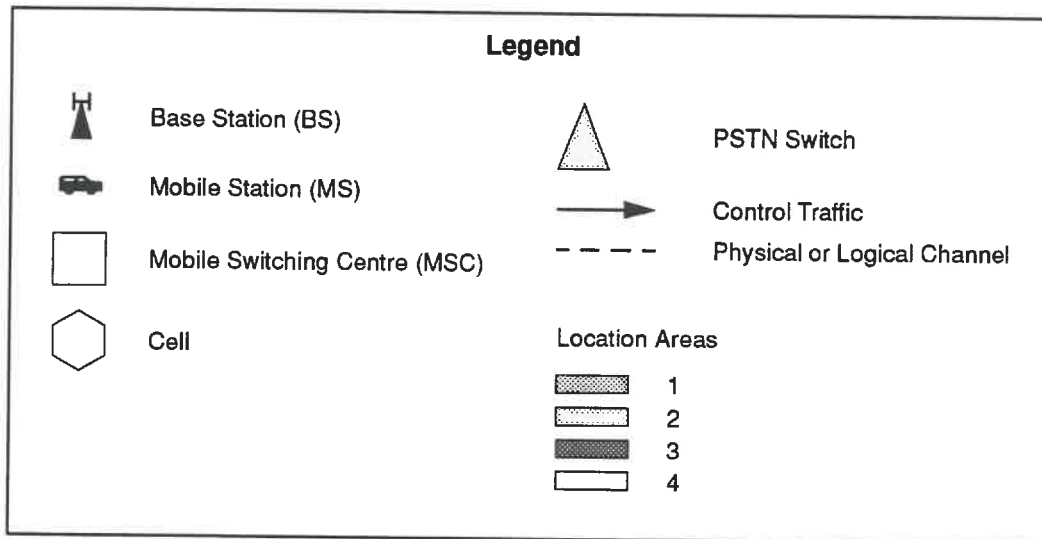 Legend
Base Station (BS)
Mobile Station (MS)
Mobile Switching Centre (MSC)
Cell
PSTN Switch
Control Traffic
Physical or Logical Channel
Location Areas
1
2
3
4